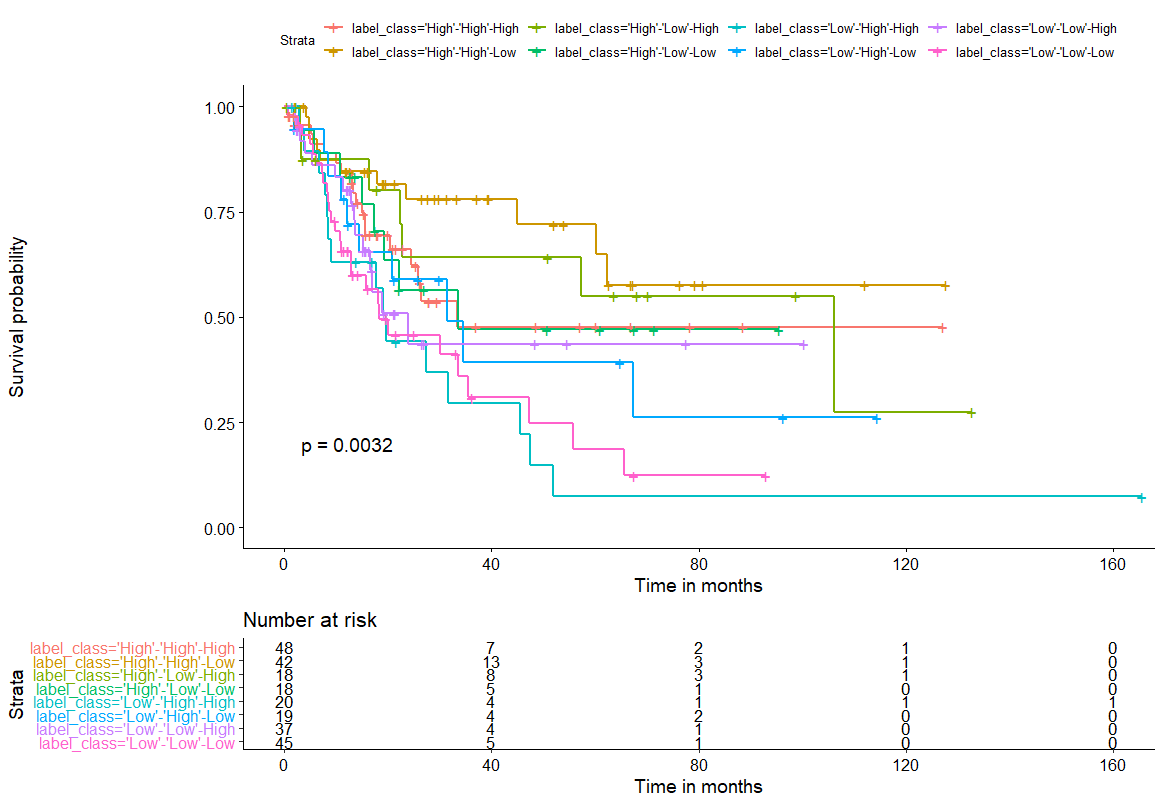 Strata label_class='High'-'High'-High label_class='High'-'Low'-High label_class='Low'-'High'-High label_class='Low'-'Low'-High
label_class='High'-'High'-Low label_class='High'-'Low'-Low label_class='Low'-'High'-Low label_class='Low'-'Low'-Low
Survival probability
1.00
0.75
0.50
0.25
0.00
p = 0.0032
0 40 80 120 160
Time in months
Number at risk
Strata
label_class='High'-'High'-High 48 7 2 1 0
label_class='High'-'High'-Low 42 13 3 1 0
label_class='High'-'Low'-High 18 8 3 1 0
label_class='High'-'Low'-Low 18 5 1 0 0
label_class='Low'-'High'-High 20 4 1 1 1
label_class='Low'-'High'-Low 19 4 2 0 0
label_class='Low'-'Low'-High 37 4 1 0 0
label_class='Low'-'Low'-Low 45 5 1 0 0
0 40 80 120 160
Time in months